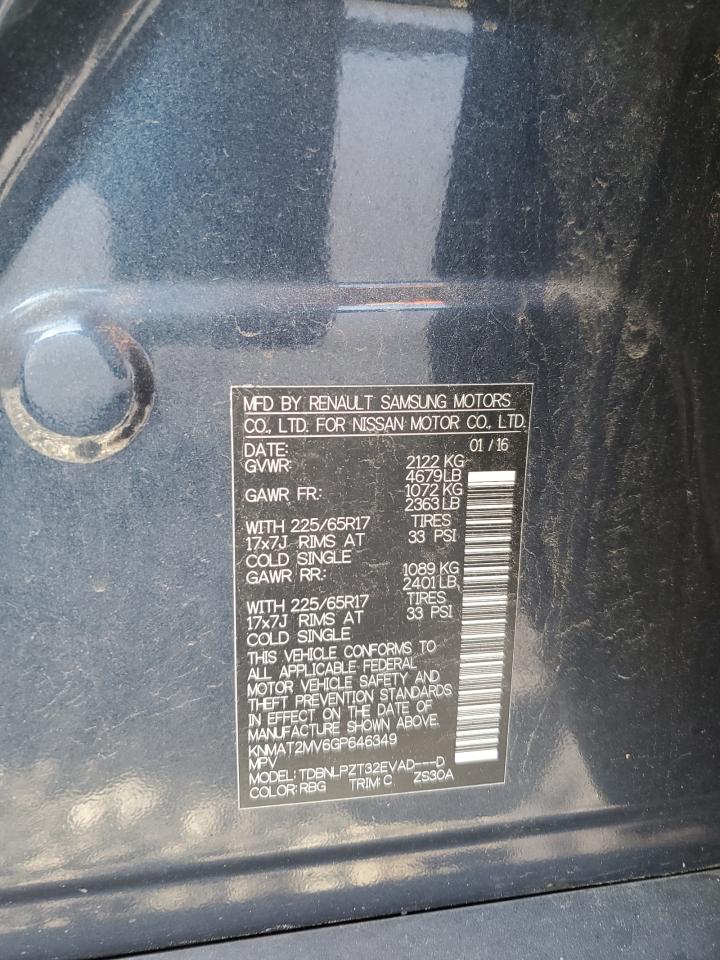 MFD BY RENAULT SAMSUNG MOTORS
CO., LTD. FOR NISSAN MOTOR CO., LTD.
DATE: 01 / 16
GVWR: 2122 KG
4679LB
GAWR FR.: 1072 KG
2363 LB
WITH 225/65R17 TIRES
17x7J RIMS AT 33 PSI
COLD SINGLE
GAWR RR.: 1089 KG
2401 LB,
WITH 225/65R17 TIRES
17x7J RIMS AT 33 PSI
COLD SINGLE
THIS VEHICLE CONFORMS TO
ALL APPLICABLE FEDERAL
MOTOR VEHICLE SAFETY AND
THEFT PREVENTION STANDARDS
IN EFFECT ON THE DATE OF
MANUFACTURE SHOWN ABOVE.
KNMAT2MV6GP646349
MPV
MODEL: TDBNLPZT32EVAD---D
COLOR: RBG TRIM: C ZS30A